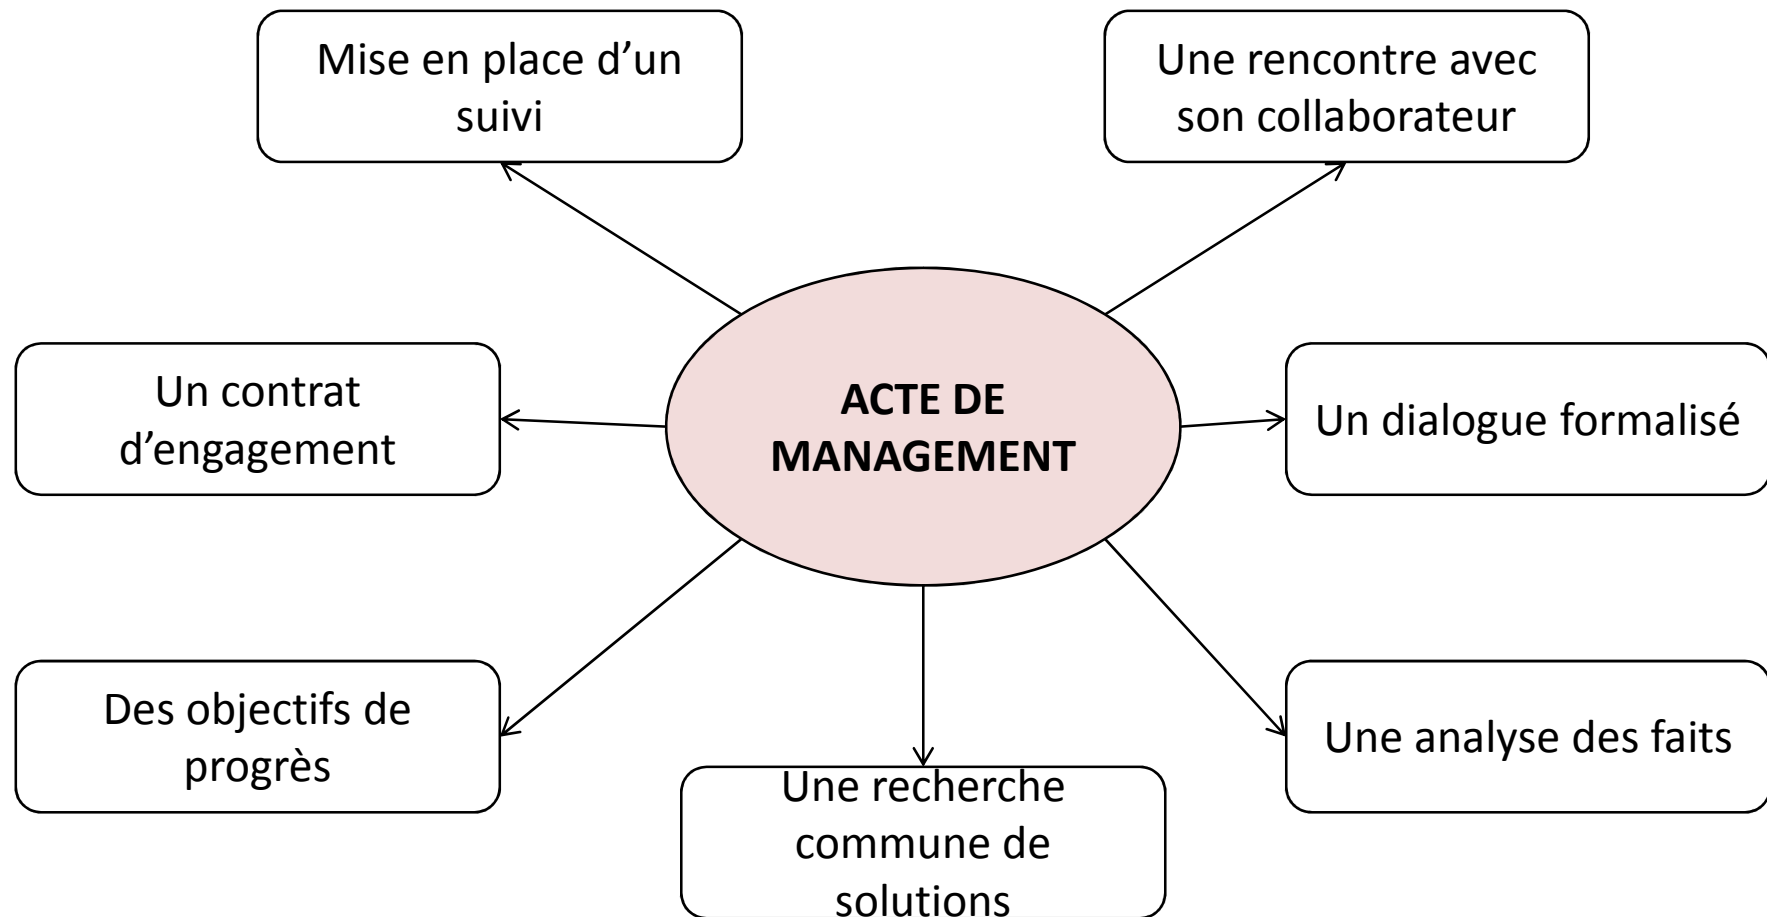 Mise en place d’un
suivi
Une rencontre avec
son collaborateur
Un contrat
d’engagement
ACTE DE
MANAGEMENT
Un dialogue formalisé
Des objectifs de
progrès
Une recherche
commune de
solutions
Une analyse des faits